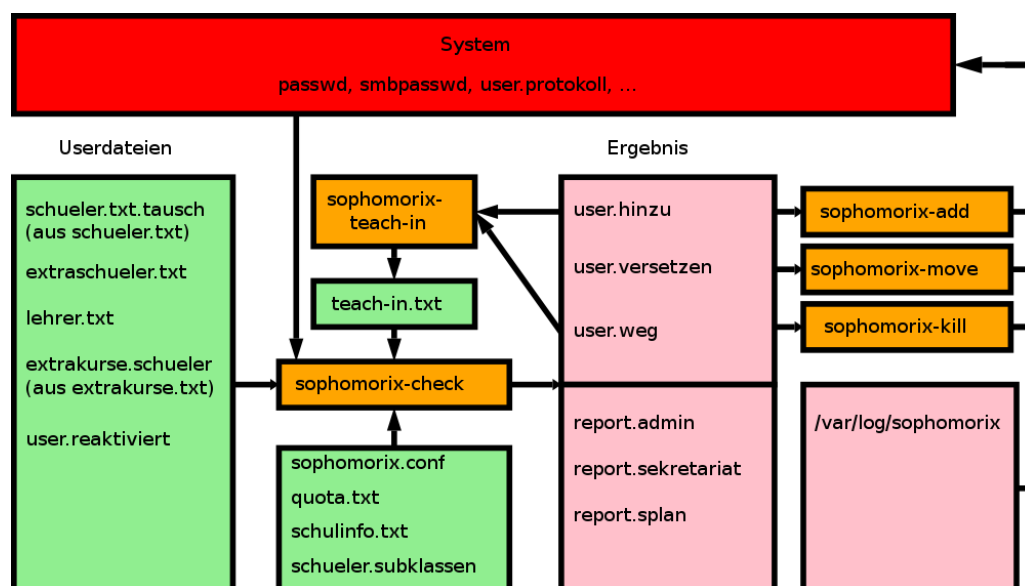 System
passwd, smbpasswd, user.protokoll, ...
Userdateien
Ergebnis
schueler.txt.tausch
(aus schueler.txt)
extraschueler.txt
lehrer.txt
extrakurse.schueler
(aus extrakurse.txt)
user.reaktiviert
sophomorix-
teach-in
teach-in.txt
sophomorix-check
sophomorix.conf
quota.txt
schulinfo.txt
schueler.subklassen
user.hinzu
user.versetzen
user.weg
report.admin
report.sekretariat
report.splan
sophomorix-add
sophomorix-move
sophomorix-kill
/var/log/sophomorix